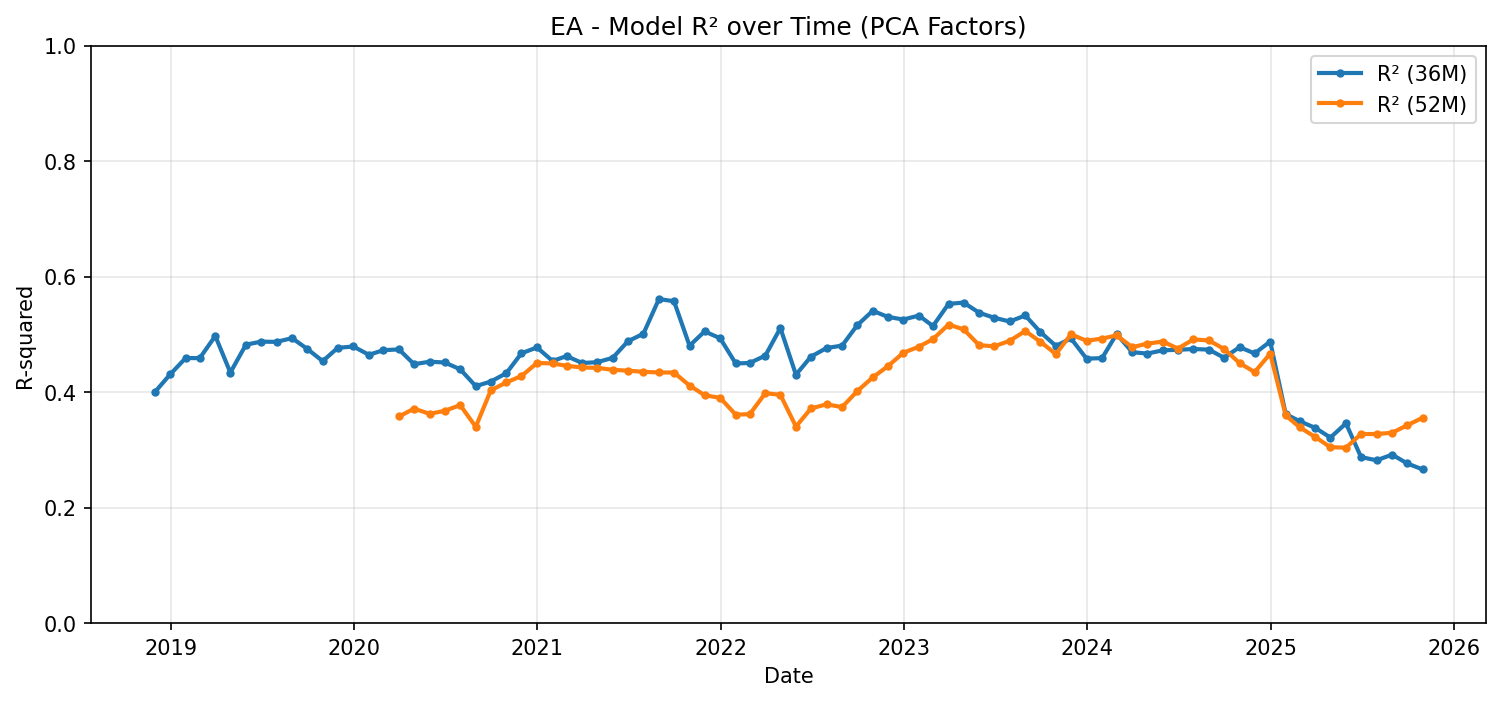 EA - Model R² over Time (PCA Factors)
1.0
0.8
0.6
0.4
0.2
0.0
R-squared
R² (36M)
R² (52M)
2019 2020 2021 2022 2023 2024 2025 2026
Date